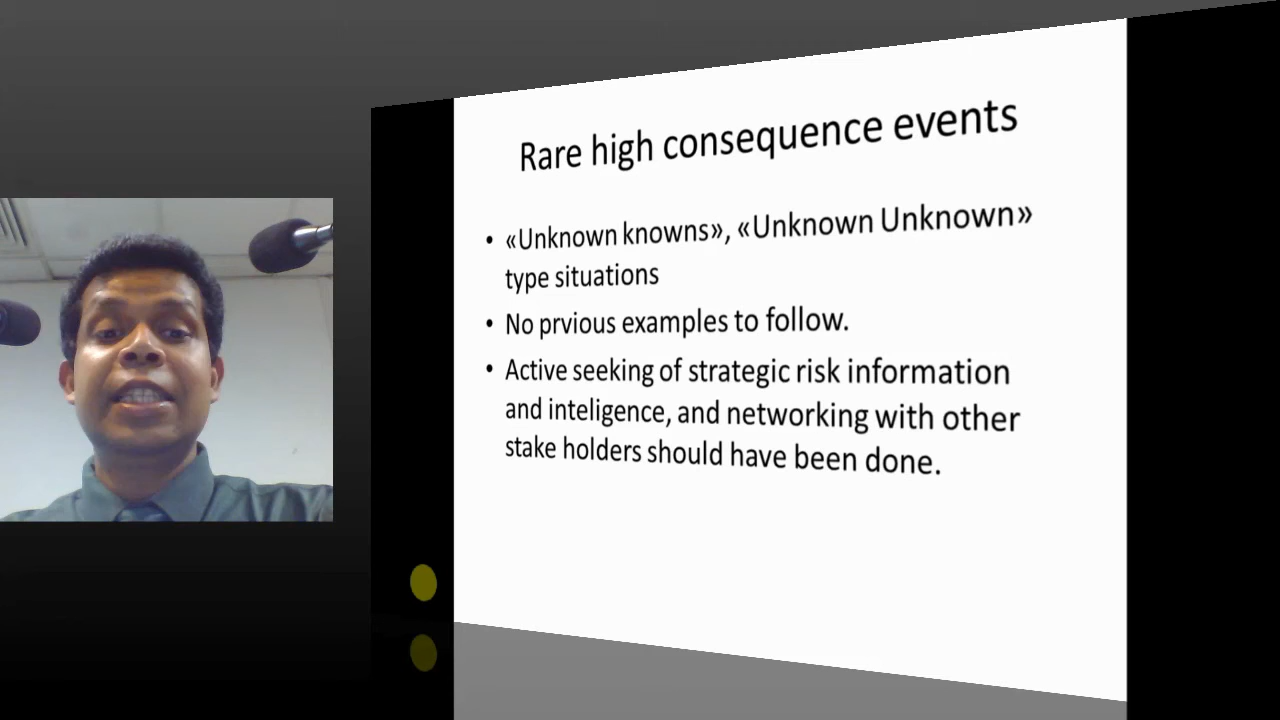 Rare high consequence events
• «Unknown knowns», «Unknown Unknown»
type situations
• No prvious examples to follow.
• Active seeking of strategic risk information
and inteligence, and networking with other
stake holders should have been done.